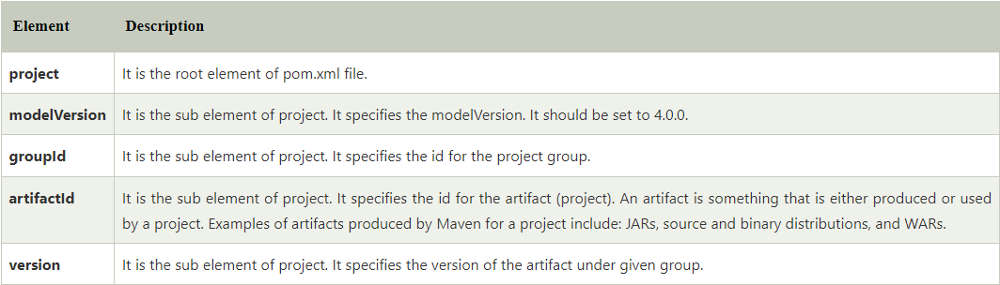 Element Description
project It is the root element of pom.xml file.
modelVersion It is the sub element of project. It specifies the modelVersion. It should be set to 4.0.0.
groupId It is the sub element of project. It specifies the id for the project group.
artifactId It is the sub element of project. It specifies the id for the artifact (project). An artifact is something that is either produced or used
by a project. Examples of artifacts produced by Maven for a project include: JARs, source and binary distributions, and WARs.
version It is the sub element of project. It specifies the version of the artifact under given group.